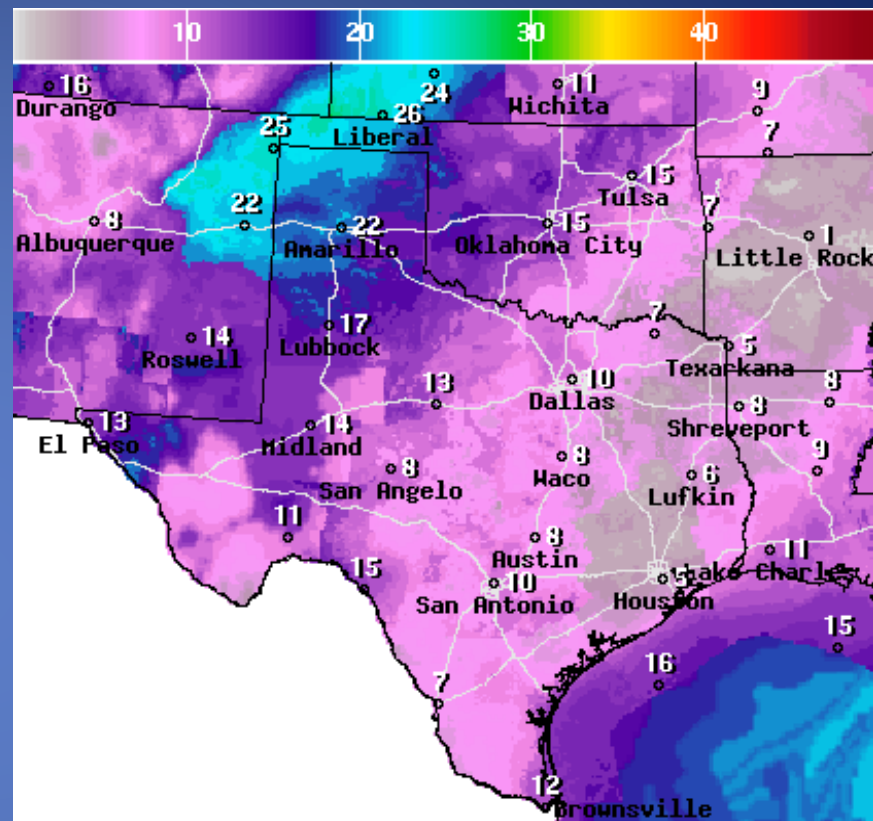 10 20 30 40
16
Durango
24
11
Wichita
9
26
Liberal
25
7
15
Tulsa
8
Albuquerque
22
22
Amarillo
15
Oklahoma City
7
1
Little Rock
14
Roswell
17
Lubbock
7
5
Texarkana
13
10
Dallas
8
Shreveport
8
13
El Paso
14
Midland
8
San Angelo
8
Waco
6
Lufkin
9
11
8
Austin
11
Lake Charles
15
10
San Antonio
5
Houston
15
16
7
12
Brownsville